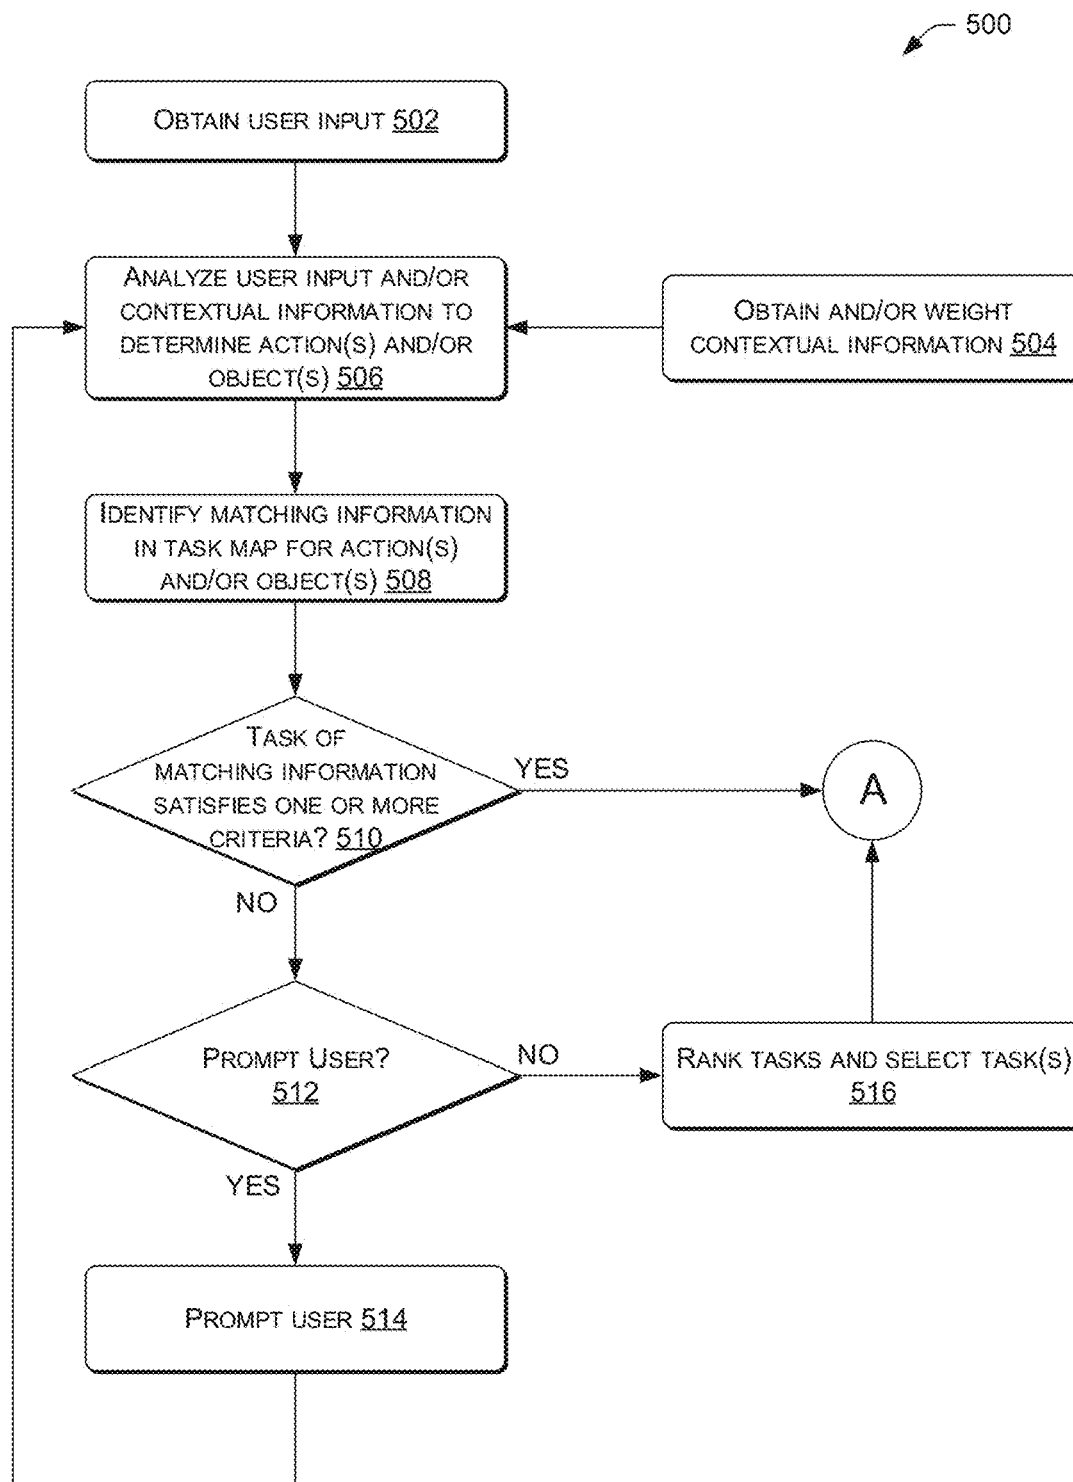 500
OBTAIN USER INPUT 502
ANALYZE USER INPUT AND/OR
CONTEXTUAL INFORMATION TO
DETERMINE ACTION(S) AND/OR
OBJECT(S) 506
OBTAIN AND/OR WEIGHT
CONTEXTUAL INFORMATION 504
IDENTIFY MATCHING INFORMATION
IN TASK MAP FOR ACTION(S)
AND/OR OBJECT(S) 508
TASK OF
MATCHING INFORMATION
SATISFIES ONE OR MORE
CRITERIA? 510
YES
A
NO
PROMPT USER?
512
NO
RANK TASKS AND SELECT TASK(S)
516
YES
PROMPT USER 514